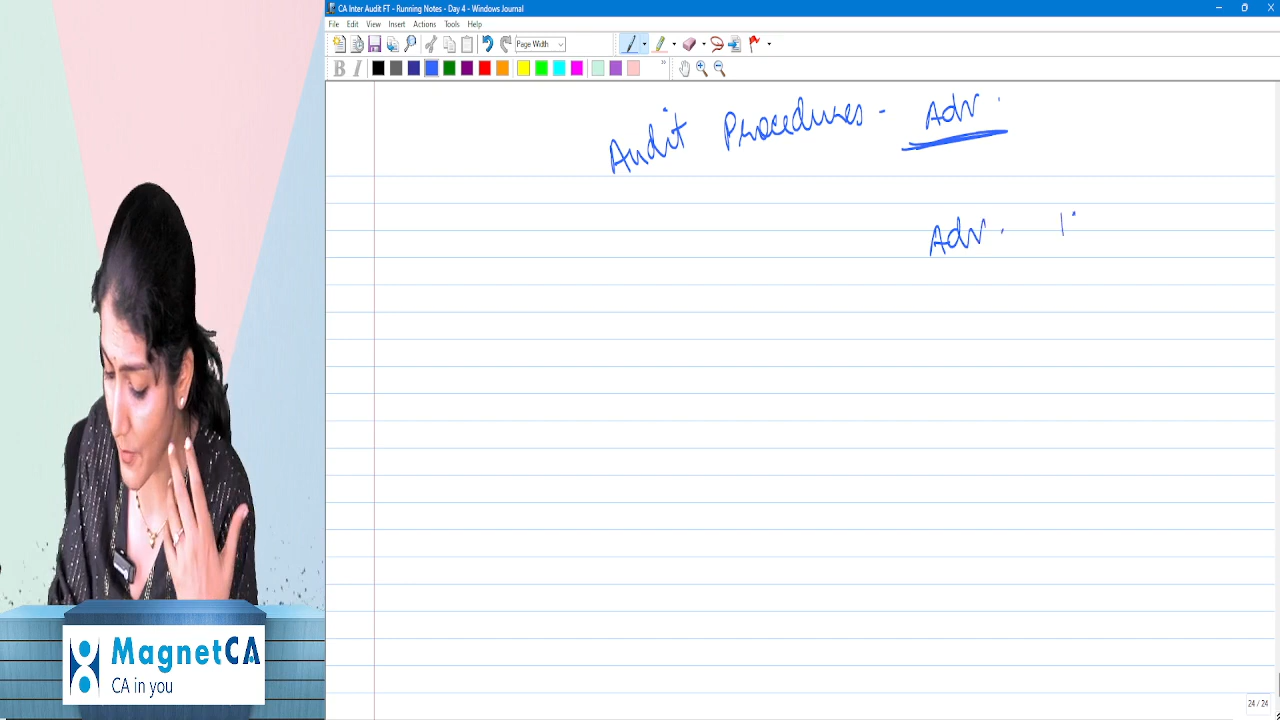 CA Inter Audit FT - Running Notes - Day 4 - Windows Journal
File Edit View Insert Actions Tools Help
Page Width
B I
Audit Procedures - Adv.
Adv.
MagnetCA
CA in you
24 / 24